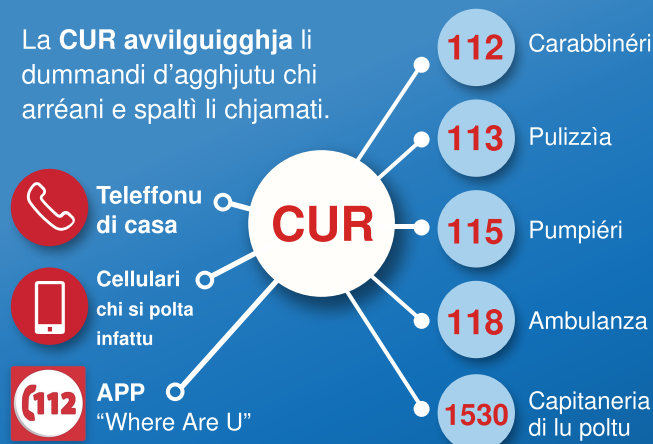 La CUR avvilguigghja li
dummandi d’agghjutu chi
arréani e spaltì li chjamati.
Teleffonu
di casa
Cellulari
chi si polta
infattu
112
APP
“Where Are U”
CUR
112
Carabbinéri
113
Pulizzìa
115
Pumpiéri
118
Ambulanza
1530
Capitaneria
di lu poltu